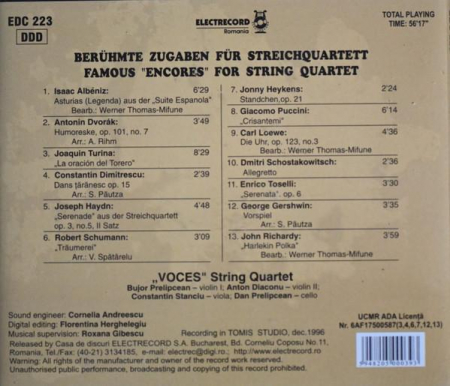 EDC 223
DDD
ELECTRECORD
Romania
TOTAL PLAYING
TIME: 56'17"
BERÜHMTE ZUGABEN FÜR STREICHQUARTETT
FAMOUS "ENCORES" FOR STRING QUARTET
1. Isaac Albéniz: 6'29
Asturias (Legenda) aus der „Suite Espanola"
Bearb.: Werner Thomas-Mifune
2. Antonin Dvorák: 3'49
Humoreske, op. 101, no. 7
Arr.: A. Rihm
3. Joaquin Turina: 8'29
„La oración del Torero"
4. Constantin Dimitrescu: 2'39
Dans țărănesc op. 15
Arr.: S. Păutza
5. Joseph Haydn: 4'48
„Serenade" aus der Streichquartett
op. 3, no.5, II Satz
6. Robert Schumann: 3'09
„Träumerei"
Arr.: V. Spătărelu
7. Jonny Heykens: 2'24
Standchen,op. 21
8. Giacomo Puccini: 6'14
„Crisantemi"
9. Carl Loewe: 4'36
Die Uhr, op. 123, no.3
Bearb.: Werner Thomas-Mifune
10. Dmitri Schostakowitsch: 2'36
Allegretto
11. Enrico Toselli: 3'30
„Serenata", op. 6
12. George Gershwin: 3'35
Vorspiel
Arr.: S. Păutza
13. John Richardy: 3'59
„Harlekin Polka"
Bearb.: Werner Thomas-Mifune
„VOCES" String Quartet
Bujor Prelipcean - violin I; Anton Diaconu - violin II;
Constantin Stanciu - viola; Dan Prelipcean - cello
Sound engineer: Cornelia Andreescu
Digital editing: Florentina Herghelegiu
Graphic design: Roxana Gibescu
Recording in TOMIS STUDIO, dec.1996
Released by Casa de discuri ELECTRECORD S.A. Bucharest, Bd. Corneliu Coposu No.11,
Romania, Tel./Fax: (40-21) 3134185, e-mail: electrec@digi.ro ; http://www.electrecord.ro
Warning: All rights of the manufacturer and owner of the record work reserved.
Unauthorised public performance, broadcasting and copying of this record prohibited.
UCMR ADA Licență
Nr. 6AF17500587(3,4,6,7,12,13)